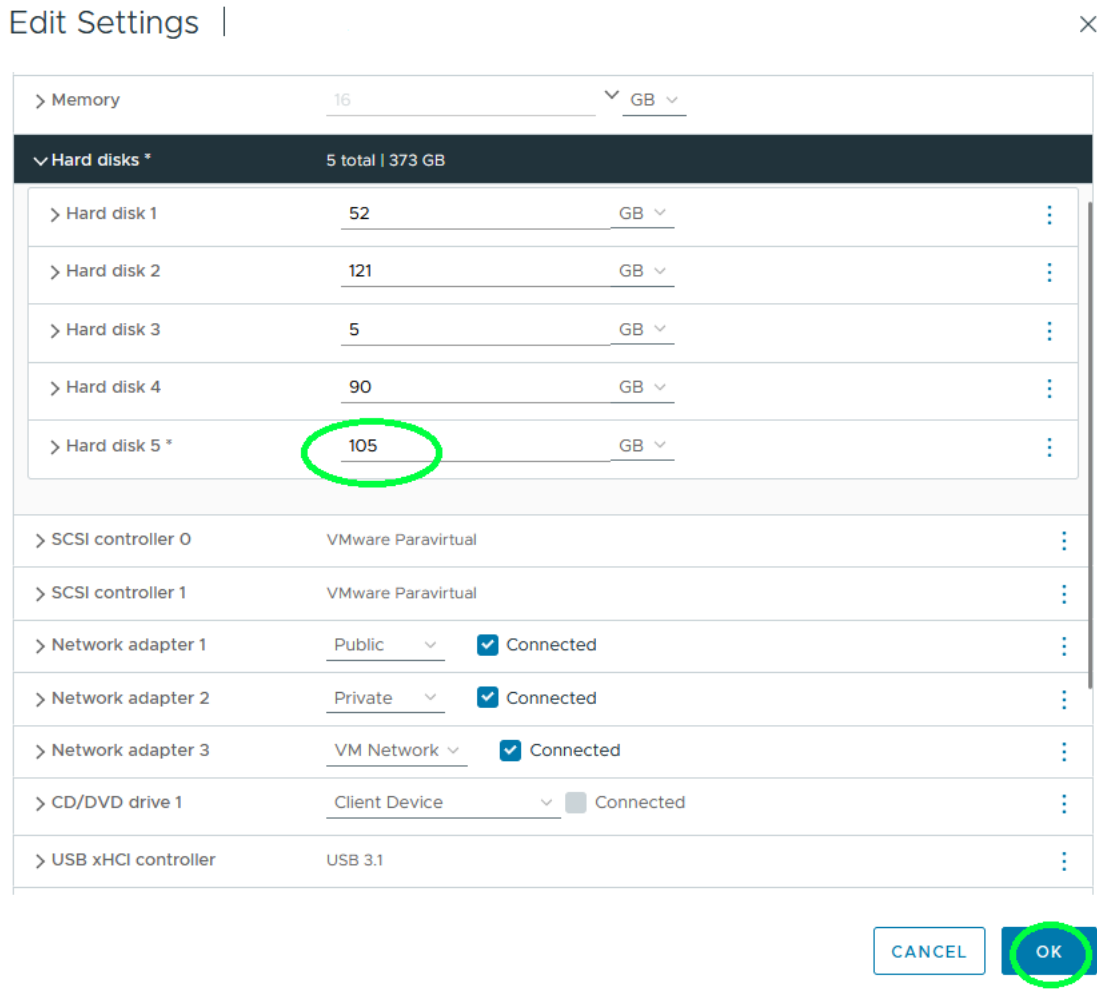 Edit Settings
Memory 16 GB
Hard disks * 5 total | 373 GB
Hard disk 1 52 GB
Hard disk 2 121 GB
Hard disk 3 5 GB
Hard disk 4 90 GB
Hard disk 5 * 105 GB
SCSI controller 0 VMware Paravirtual
SCSI controller 1 VMware Paravirtual
Network adapter 1 Public Connected
Network adapter 2 Private Connected
Network adapter 3 VM Network Connected
CD/DVD drive 1 Client Device Connected
USB xHCI controller USB 3.1
CANCEL OK